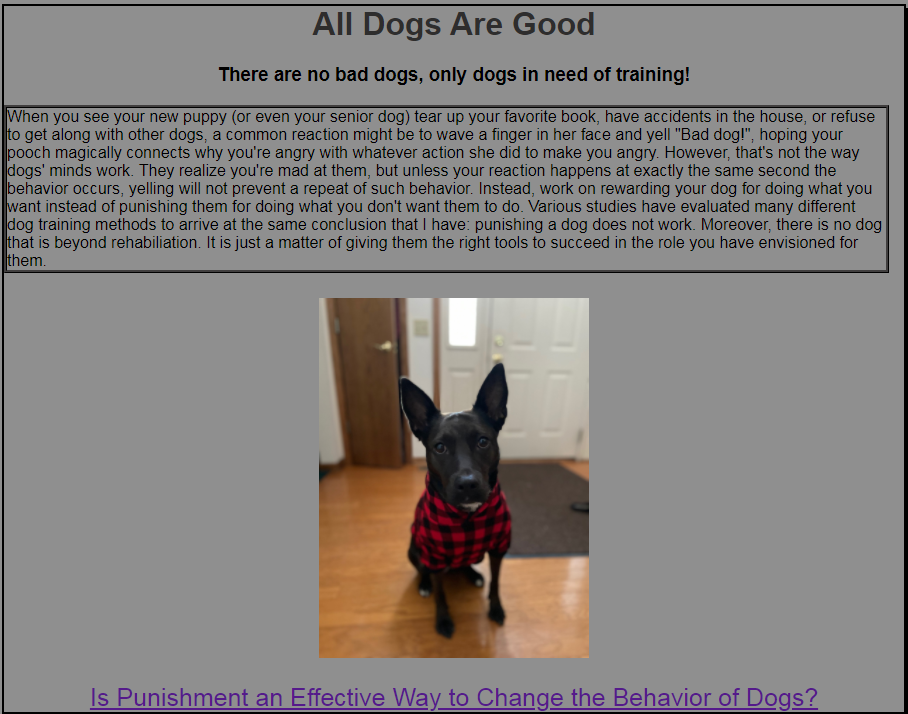 All Dogs Are Good
There are no bad dogs, only dogs in need of training!
When you see your new puppy (or even your senior dog) tear up your favorite book, have accidents in the house, or refuse
to get along with other dogs, a common reaction might be to wave a finger in her face and yell "Bad dog!", hoping your
pooch magically connects why you're angry with whatever action she did to make you angry. However, that's not the way
dogs' minds work. They realize you're mad at them, but unless your reaction happens at exactly the same second the
behavior occurs, yelling will not prevent a repeat of such behavior. Instead, work on rewarding your dog for doing what you
want instead of punishing them for doing what you don't want them to do. Various studies have evaluated many different
dog training methods to arrive at the same conclusion that I have: punishing a dog does not work. Moreover, there is no dog
that is beyond rehabiliation. It is just a matter of giving them the right tools to succeed in the role you have envisioned for
them.
Is Punishment an Effective Way to Change the Behavior of Dogs?